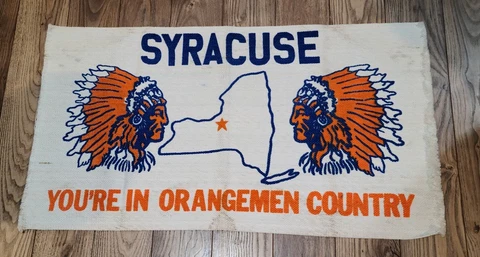 SYRACUSE
YOU'RE IN ORANGEMEN COUNTRY